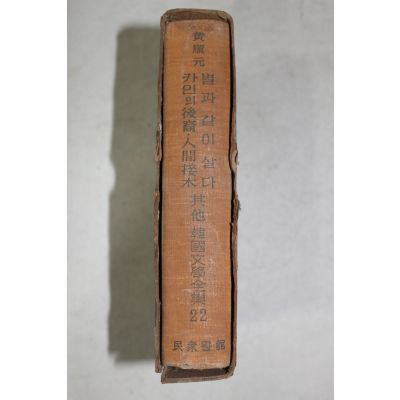 黃順元
별과 같이 살다
카인의 後裔·人間接木
其他
韓國文學全集 22
民衆書館